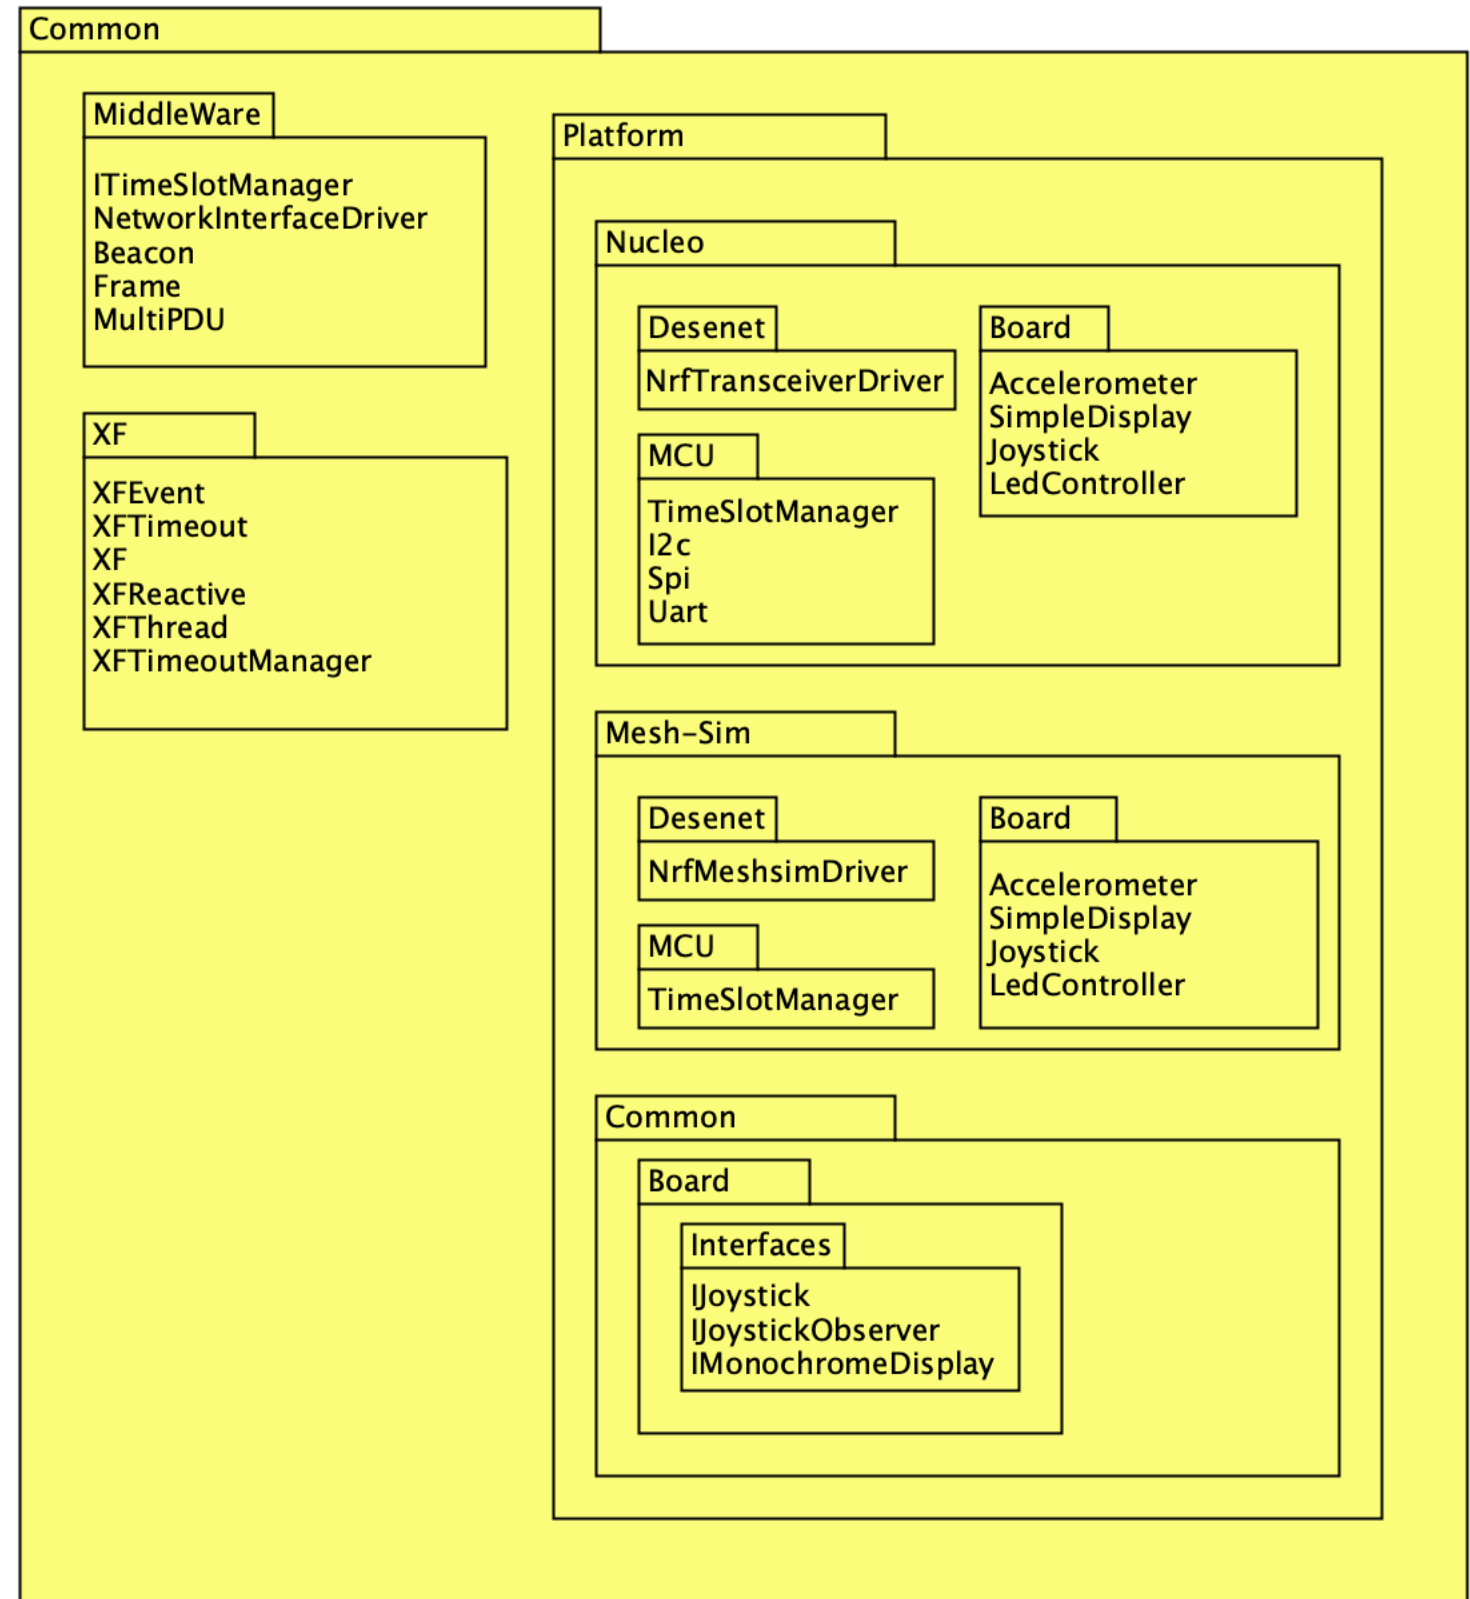 Common
MiddleWare
ITimeSlotManager
NetworkInterfaceDriver
Beacon
Frame
MultiPDU
XF
XFEvent
XFTimeout
XF
XFReactive
XFThread
XFTimeoutManager
Platform
Nucleo
Desenet
NrfTransceiverDriver
MCU
TimeSlotManager
I2c
Spi
Uart
Board
Accelerometer
SimpleDisplay
Joystick
LedController
Mesh-Sim
Desenet
NrfMeshsimDriver
MCU
TimeSlotManager
Board
Accelerometer
SimpleDisplay
Joystick
LedController
Common
Board
Interfaces
IJoystick
IJoystickObserver
IMonochromeDisplay